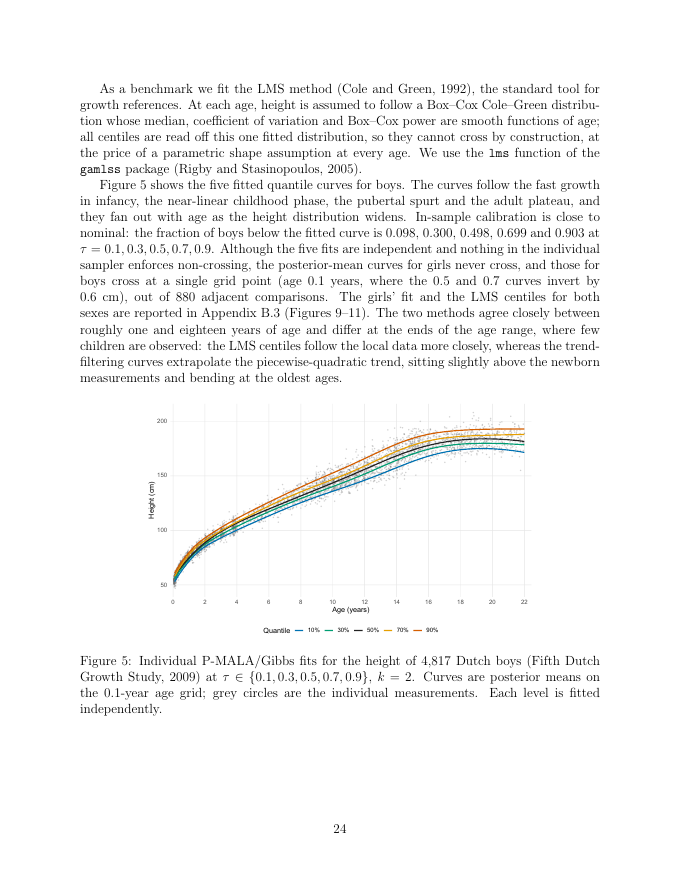 As a benchmark we fit the LMS method (Cole and Green, 1992), the standard tool for
growth references. At each age, height is assumed to follow a Box–Cox Cole–Green distribu-
tion whose median, coefficient of variation and Box–Cox power are smooth functions of age;
all centiles are read off this one fitted distribution, so they cannot cross by construction, at
the price of a parametric shape assumption at every age. We use the lms function of the
gamlss package (Rigby and Stasinopoulos, 2005).
Figure 5 shows the five fitted quantile curves for boys. The curves follow the fast growth
in infancy, the near-linear childhood phase, the pubertal spurt and the adult plateau, and
they fan out with age as the height distribution widens. In-sample calibration is close to
nominal: the fraction of boys below the fitted curve is 0.098, 0.300, 0.498, 0.699 and 0.903 at
τ = 0.1, 0.3, 0.5, 0.7, 0.9. Although the five fits are independent and nothing in the individual
sampler enforces non-crossing, the posterior-mean curves for girls never cross, and those for
boys cross at a single grid point (age 0.1 years, where the 0.5 and 0.7 curves invert by
0.6 cm), out of 880 adjacent comparisons. The girls' fit and the LMS centiles for both
sexes are reported in Appendix B.3 (Figures 9–11). The two methods agree closely between
roughly one and eighteen years of age and differ at the ends of the age range, where few
children are observed: the LMS centiles follow the local data more closely, whereas the trend-
filtering curves extrapolate the piecewise-quadratic trend, sitting slightly above the newborn
measurements and bending at the oldest ages.
200
150
100
50
Height (cm)
0 2 4 6 8 10 12 14 16 18 20 22
Age (years)
Quantile 10% 30% 50% 70% 90%
Figure 5: Individual P-MALA/Gibbs fits for the height of 4,817 Dutch boys (Fifth Dutch
Growth Study, 2009) at τ ∈ {0.1, 0.3, 0.5, 0.7, 0.9}, k = 2. Curves are posterior means on
the 0.1-year age grid; grey circles are the individual measurements. Each level is fitted
independently.
24